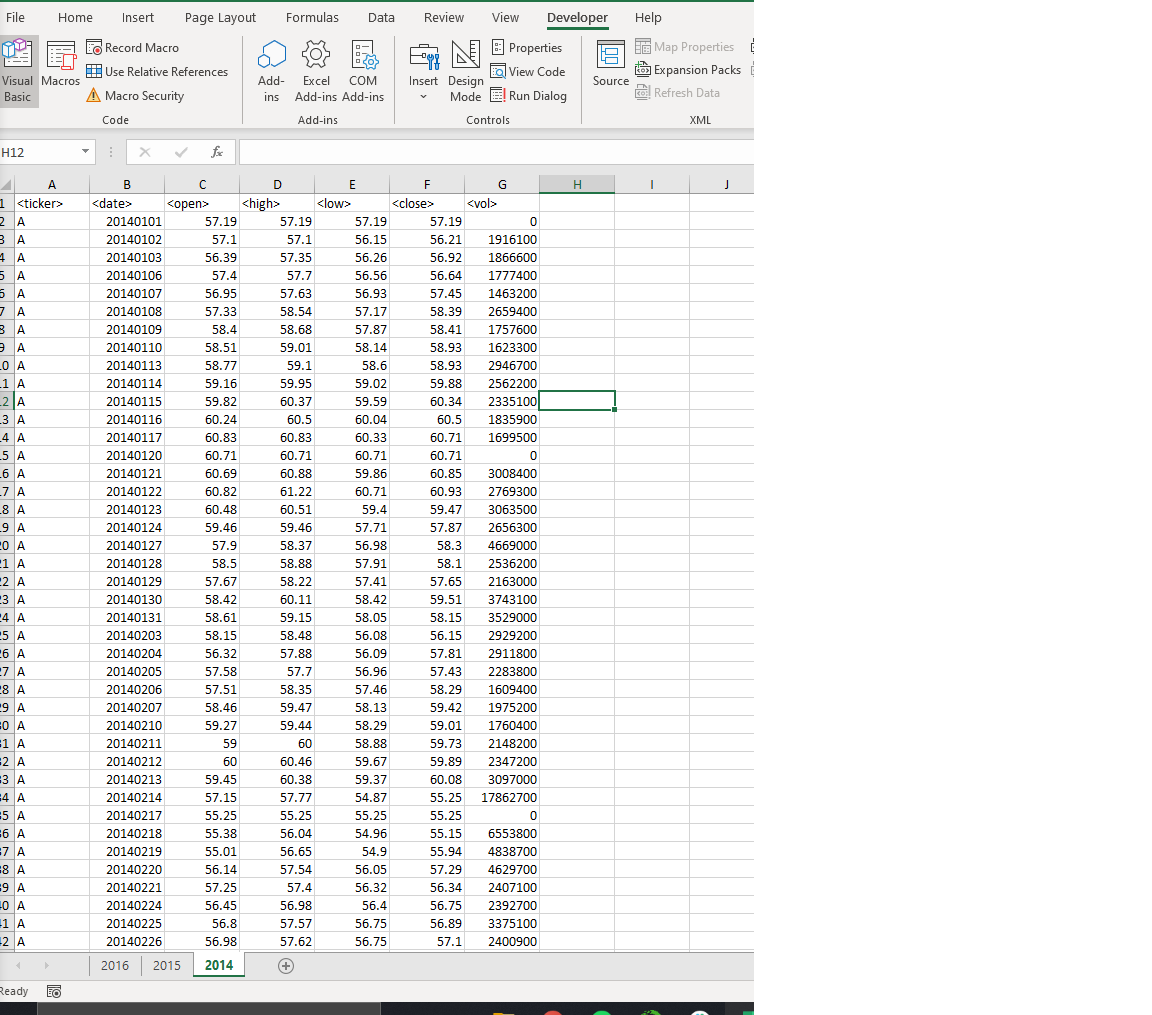 File Home Insert Page Layout Formulas Data Review View Developer Help
Visual Basic Macros Record Macro Use Relative References Macro Security
Code
Add-ins Excel Add-ins COM Add-ins
Add-ins
Insert Design Mode Properties View Code Run Dialog
Controls
Source Map Properties Expansion Packs Refresh Data
XML
H12 fx
A B C D E F G H I J
1 <ticker> <date> <open> <high> <low> <close> <vol>
2 A 20140101 57.19 57.19 57.19 57.19 0
3 A 20140102 57.1 57.1 56.15 56.21 1916100
4 A 20140103 56.39 57.35 56.26 56.92 1866600
5 A 20140106 57.4 57.7 56.56 56.64 1777400
6 A 20140107 56.95 57.63 56.93 57.45 1463200
7 A 20140108 57.33 58.54 57.17 58.39 2659400
8 A 20140109 58.4 58.68 57.87 58.41 1757600
9 A 20140110 58.51 59.01 58.14 58.93 1623300
10 A 20140113 58.77 59.1 58.6 58.93 2946700
11 A 20140114 59.16 59.95 59.02 59.88 2562200
12 A 20140115 59.82 60.37 59.59 60.34 2335100
13 A 20140116 60.24 60.5 60.04 60.5 1835900
14 A 20140117 60.83 60.83 60.33 60.71 1699500
15 A 20140120 60.71 60.71 60.71 60.71 0
16 A 20140121 60.69 60.88 59.86 60.85 3008400
17 A 20140122 60.82 61.22 60.71 60.93 2769300
18 A 20140123 60.48 60.51 59.4 59.47 3063500
19 A 20140124 59.46 59.46 57.71 57.87 2656300
20 A 20140127 57.9 58.37 56.98 58.3 4669000
21 A 20140128 58.5 58.88 57.91 58.1 2536200
22 A 20140129 57.67 58.22 57.41 57.65 2163000
23 A 20140130 58.42 60.11 58.42 59.51 3743100
24 A 20140131 58.61 59.15 58.05 58.15 3529000
25 A 20140203 58.15 58.48 56.08 56.15 2929200
26 A 20140204 56.32 57.88 56.09 57.81 2911800
27 A 20140205 57.58 57.7 56.96 57.43 2283800
28 A 20140206 57.51 58.35 57.46 58.29 1609400
29 A 20140207 58.46 59.47 58.13 59.42 1975200
30 A 20140210 59.27 59.44 58.29 59.01 1760400
31 A 20140211 59 60 58.88 59.73 2148200
32 A 20140212 60 60.46 59.67 59.89 2347200
33 A 20140213 59.45 60.38 59.37 60.08 3097000
34 A 20140214 57.15 57.77 54.87 55.25 17862700
35 A 20140217 55.25 55.25 55.25 55.25 0
36 A 20140218 55.38 56.04 54.96 55.15 6553800
37 A 20140219 55.01 56.65 54.9 55.94 4838700
38 A 20140220 56.14 57.54 56.05 57.29 4629700
39 A 20140221 57.25 57.4 56.32 56.34 2407100
40 A 20140224 56.45 56.98 56.4 56.75 2392700
41 A 20140225 56.8 57.57 56.75 56.89 3375100
42 A 20140226 56.98 57.62 56.75 57.1 2400900
2016 2015 2014
Ready